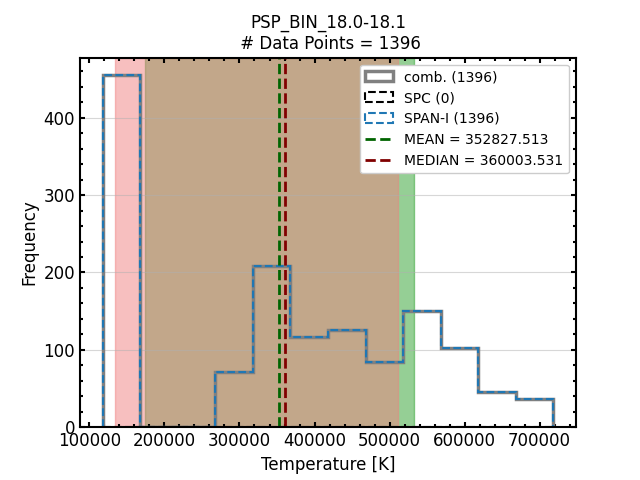 PSP_BIN_18.0-18.1
# Data Points = 1396
comb. (1396)
SPC (0)
SPAN-I (1396)
MEAN = 352827.513
MEDIAN = 360003.531
Frequency
400
300
200
100
0
100000 200000 300000 400000 500000 600000 700000
Temperature [K]